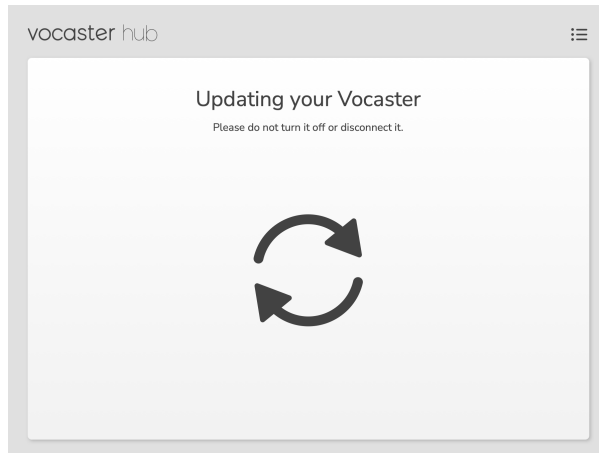 vocaster hub
Updating your Vocaster
Please do not turn it off or disconnect it.